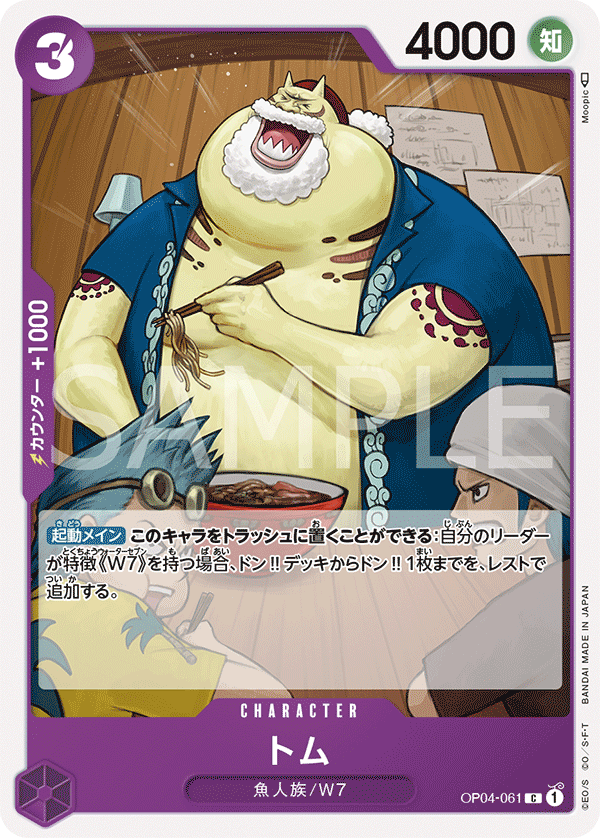 3
4000
知
Moopic
カウンター +1000
SAMPLE
起動メイン このキャラをトラッシュに置くことができる:自分のリーダー
が特徴《W7》を持つ場合、ドン!!デッキからドン!!1枚までを、レストで
追加する。
CHARACTER
トム
魚人族/W7
OP04-061 C 1
©E.O/S ©O/S・F・T BANDAI MADE IN JAPAN